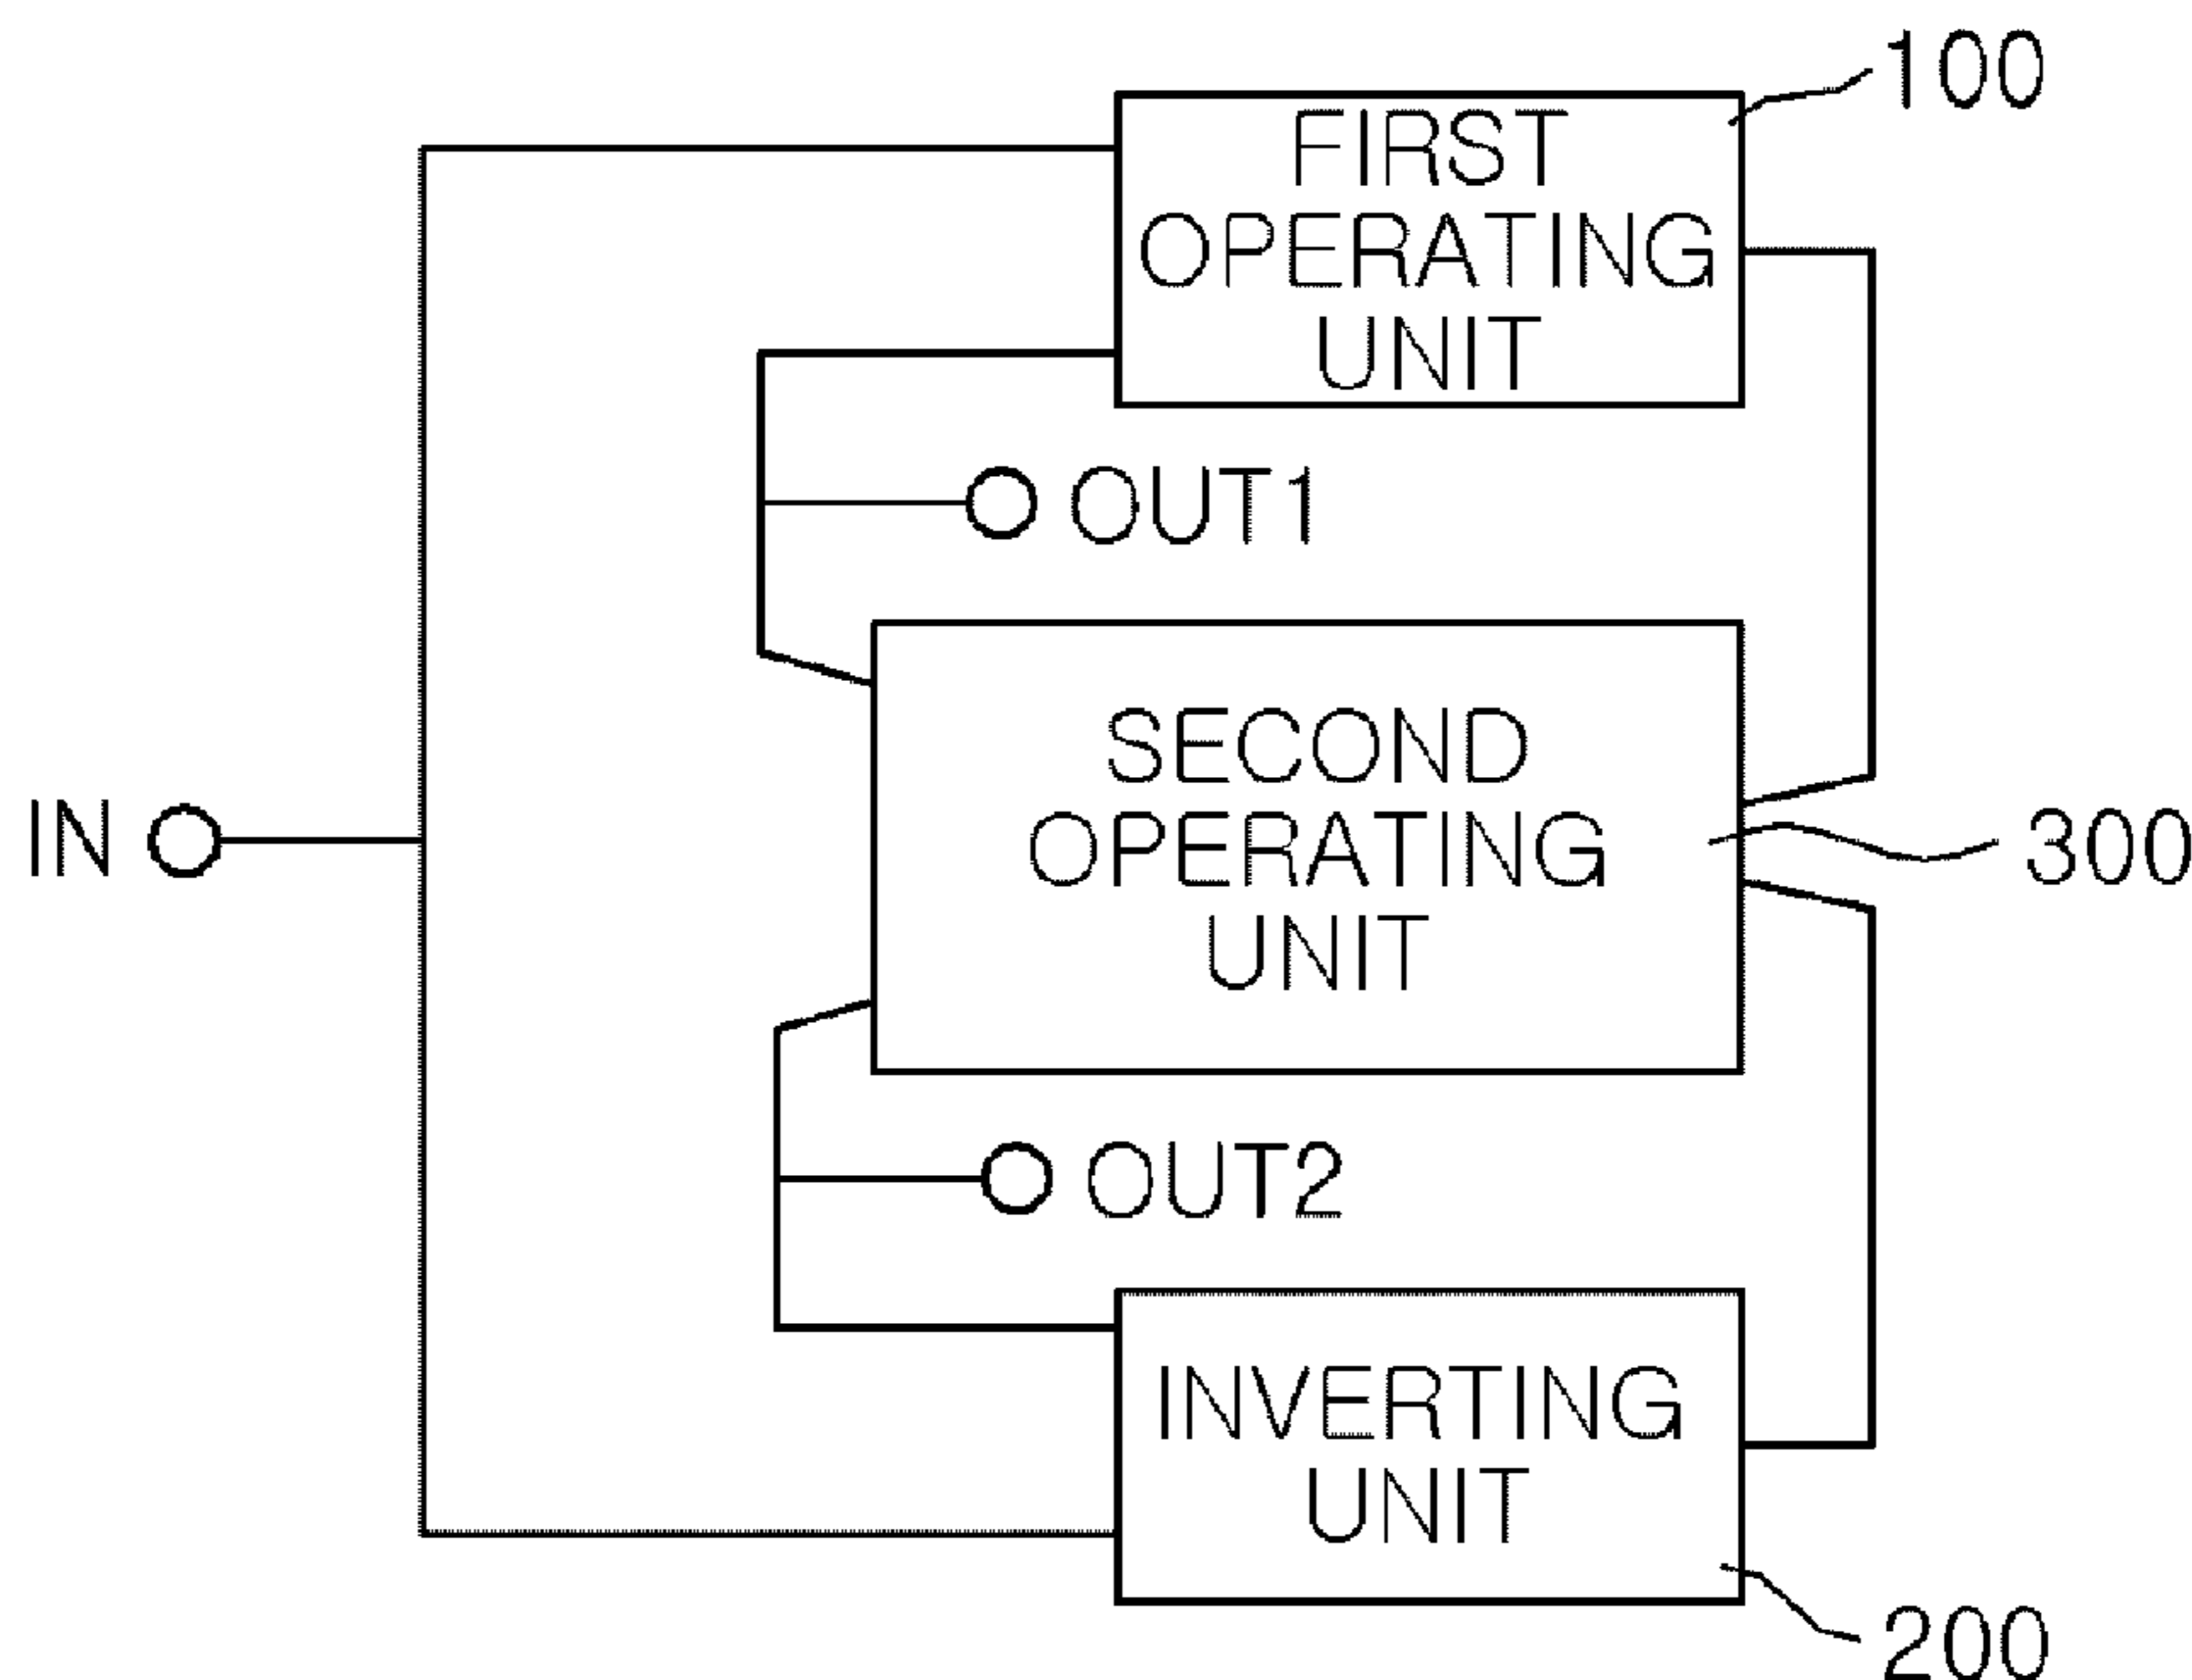 100
FIRST
OPERATING
UNIT
OUT1
SECOND
OPERATING
UNIT
IN
300
OUT2
INVERTING
UNIT
200